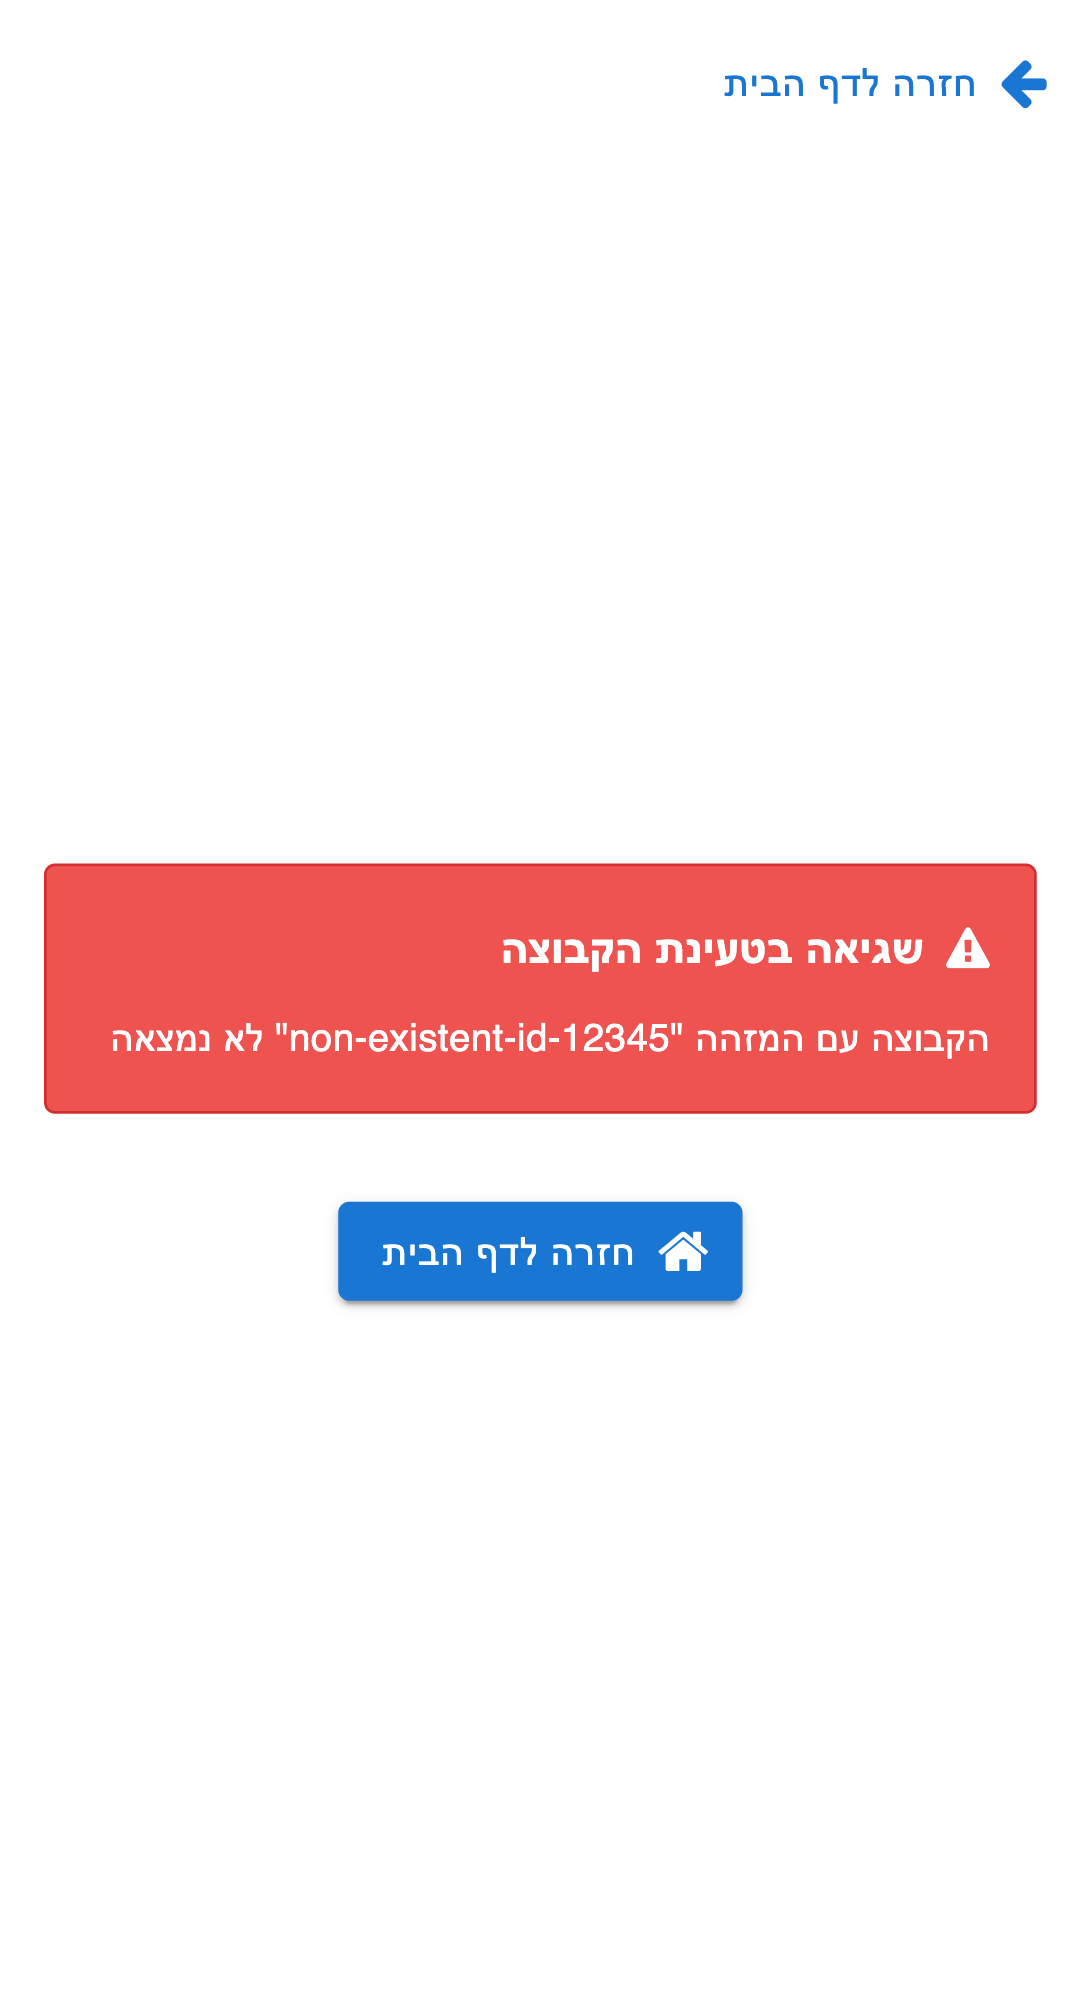 חזרה לדף הבית
שגיאה בטעינת הקבוצה
הקבוצה עם המזהה "non-existent-id-12345" לא נמצאה
חזרה לדף הבית